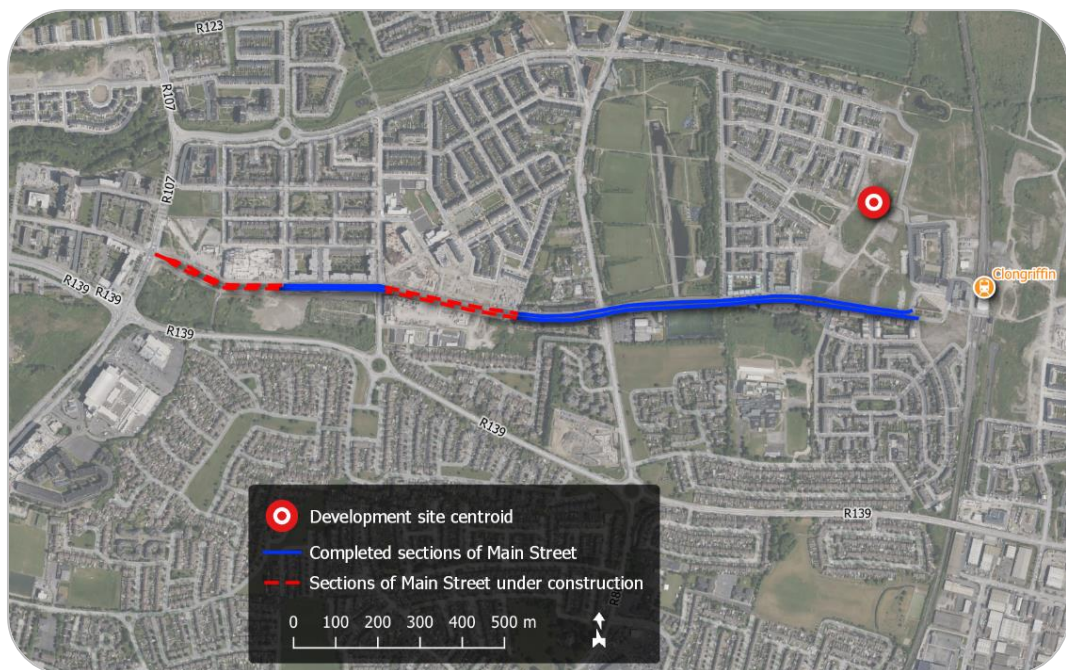 R123
R107
R107
Clongriffin
R139
R139
R139
R139
R139
R139
Development site centroid
Completed sections of Main Street
Sections of Main Street under construction
0 100 200 300 400 500 m